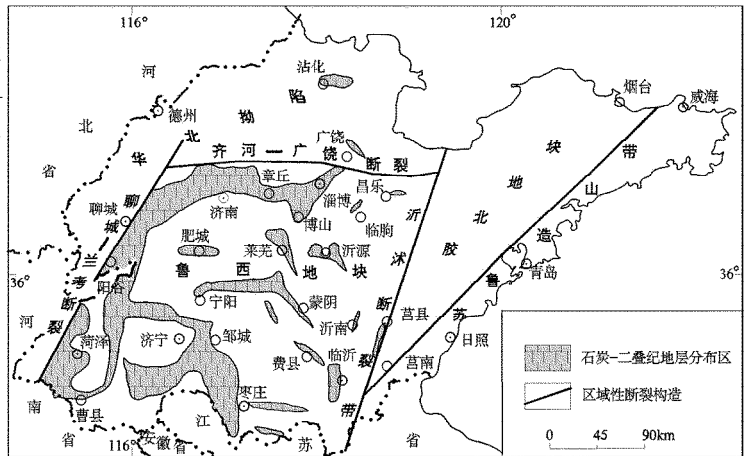 116°
120°
河
北
省
沾化
德州
华北坳陷
烟台
威海
广饶
齐河—广饶断裂
章丘
淄博
昌乐
济南
聊城
博山
临朐
胶北地块
苏鲁造山带
沂沭断裂带
聊城兰考断裂
肥城
莱芜
沂源
鲁西地块
青岛
36°
36°
阳谷
宁阳
蒙阴
沂南
莒县
日照
河
南
省
菏泽
济宁
邹城
费县
临沂
莒南
枣庄
曹县
江
苏
省
安徽省
116°
石炭-二叠纪地层分布区
区域性断裂构造
0 45 90km